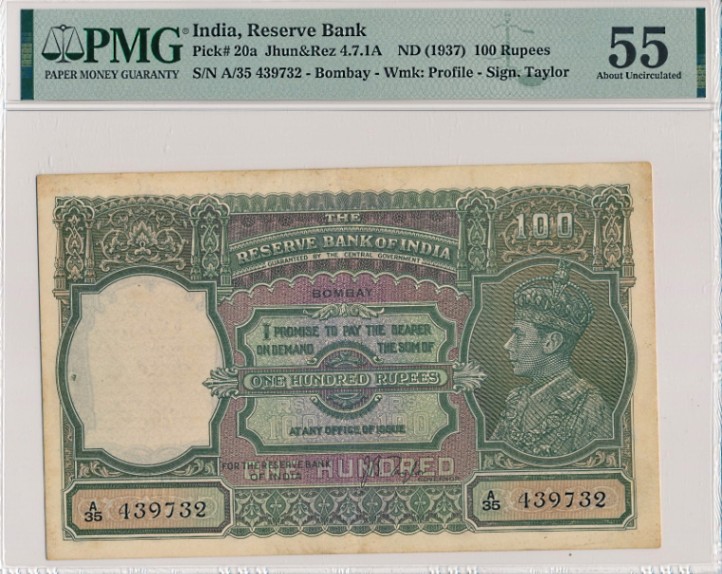 PMG
PAPER MONEY GUARANTY
India, Reserve Bank
Pick# 20a Jhun&Rez 4.7.1A ND (1937) 100 Rupees
S/N A/35 439732 - Bombay - Wmk: Profile - Sign. Taylor
55
About Uncirculated
THE
100
RESERVE BANK OF INDIA
GUARANTEED BY THE CENTRAL GOVERNMENT
BOMBAY
I PROMISE TO PAY THE BEARER
ON DEMAND THE SUM OF
ONE HUNDRED RUPEES
AT ANY OFFICE OF ISSUE
FOR THE RESERVE BANK
OF INDIA
ONE HUNDRED
GOVERNOR
A/35 439732
A/35 439732